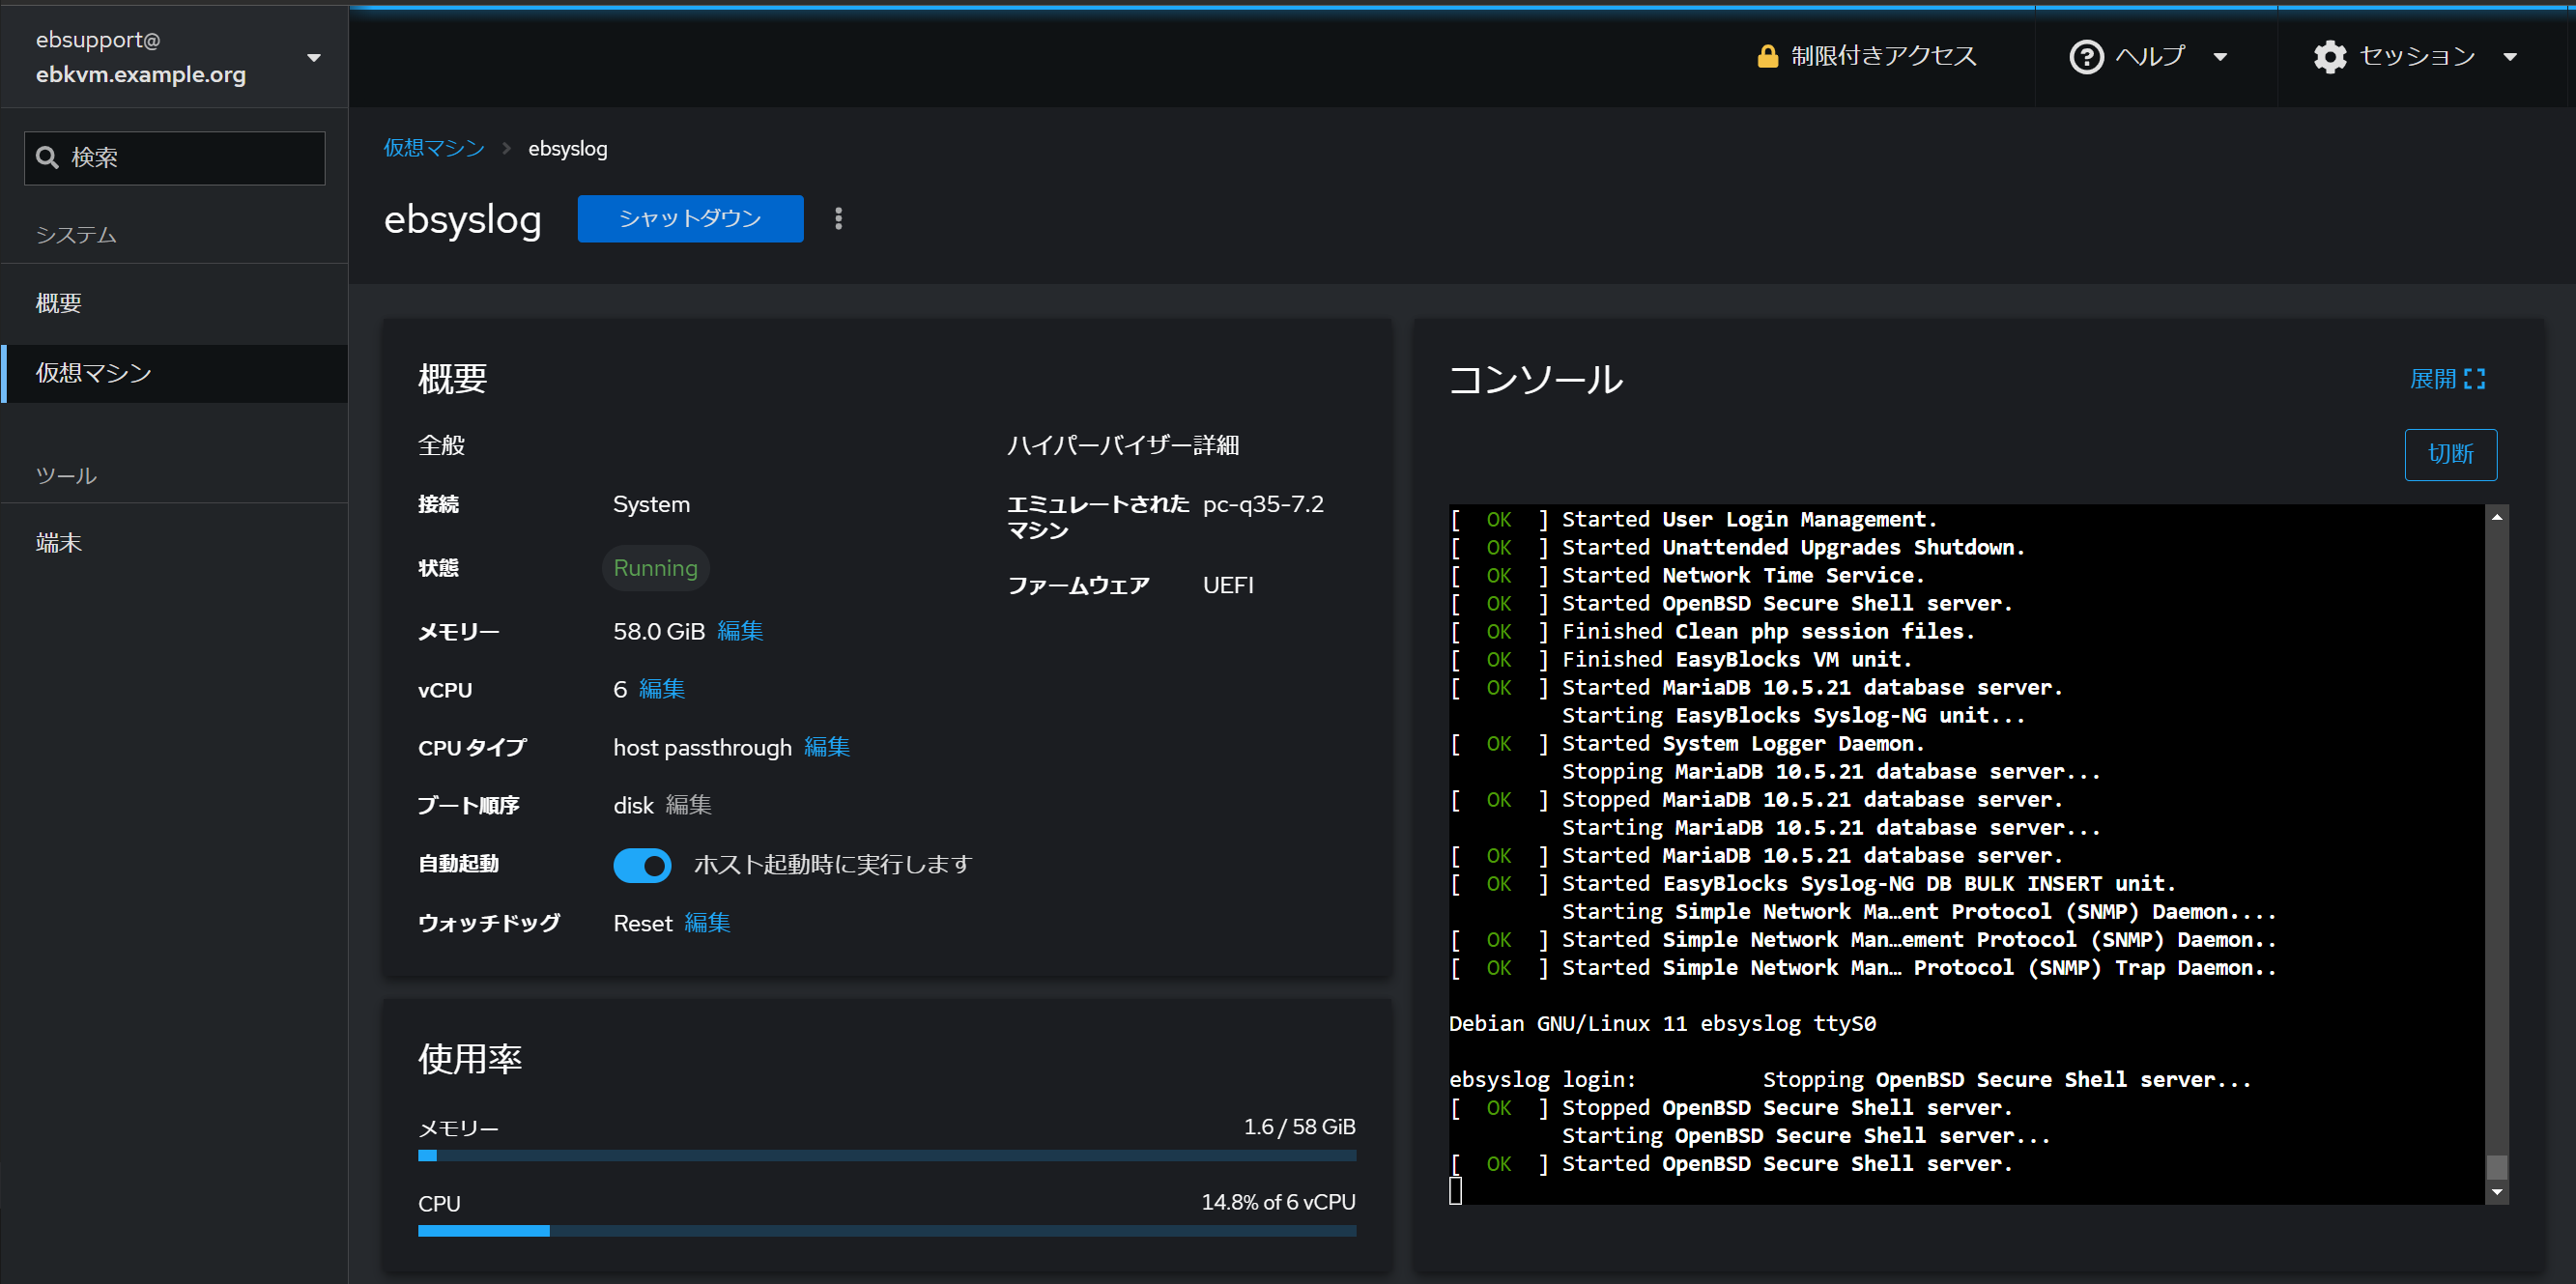 ebsupport@
ebkvm.example.org
制限付きアクセス
ヘルプ
セッション
検索
システム
概要
仮想マシン
ツール
端末
仮想マシン > ebsyslog
ebsyslog
シャットダウン
概要
全般
接続 System
状態 Running
メモリー 58.0 GiB 編集
vCPU 6 編集
CPU タイプ host passthrough 編集
ブート順序 disk 編集
自動起動 ホスト起動時に実行します
ウォッチドッグ Reset 編集
ハイパーバイザー詳細
エミュレートされた pc-q35-7.2
マシン
ファームウェア UEFI
使用率
メモリー 1.6 / 58 GiB
CPU 14.8% of 6 vCPU
コンソール
展開
切断
[  OK  ] Started User Login Management.
[  OK  ] Started Unattended Upgrades Shutdown.
[  OK  ] Started Network Time Service.
[  OK  ] Started OpenBSD Secure Shell server.
[  OK  ] Finished Clean php session files.
[  OK  ] Finished EasyBlocks VM unit.
[  OK  ] Started MariaDB 10.5.21 database server.
         Starting EasyBlocks Syslog-NG unit...
[  OK  ] Started System Logger Daemon.
         Stopping MariaDB 10.5.21 database server...
[  OK  ] Stopped MariaDB 10.5.21 database server.
         Starting MariaDB 10.5.21 database server...
[  OK  ] Started MariaDB 10.5.21 database server.
[  OK  ] Started EasyBlocks Syslog-NG DB BULK INSERT unit.
         Starting Simple Network Ma…ent Protocol (SNMP) Daemon....
[  OK  ] Started Simple Network Man…ement Protocol (SNMP) Daemon..
[  OK  ] Started Simple Network Man… Protocol (SNMP) Trap Daemon..
Debian GNU/Linux 11 ebsyslog ttyS0
ebsyslog login:          Stopping OpenBSD Secure Shell server...
[  OK  ] Stopped OpenBSD Secure Shell server.
         Starting OpenBSD Secure Shell server...
[  OK  ] Started OpenBSD Secure Shell server.